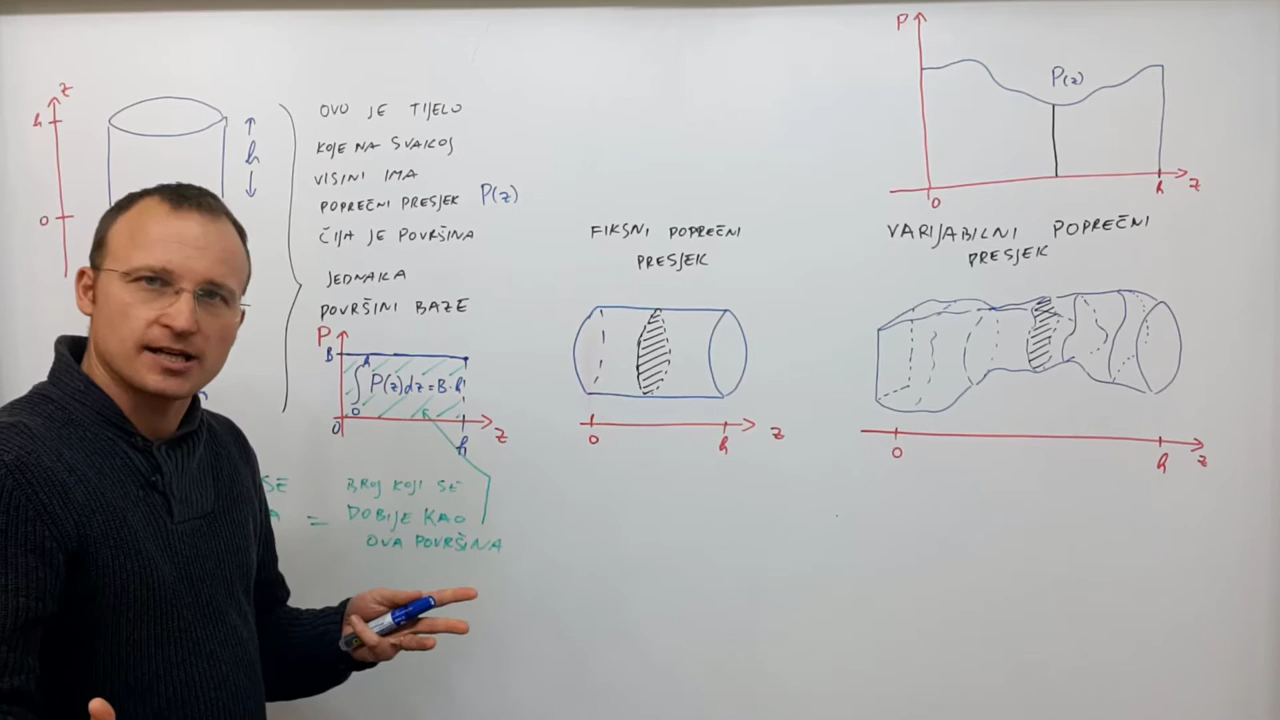 z
h
0
h
OVO JE TIJELO
KOJE NA SVAKOJ
VISINI IMA
POPREČNI PRESJEK P(z)
ČIJA JE POVRŠINA
JEDNAKA
POVRŠINI BAZE
P
B
∫₀ʰ P(z)dz = B·h
0
h
z
SE
BROJ KOJI SE
= DOBIJE KAO
OVA POVRŠINA
FIKSNI POPREČNI
PRESJEK
0
h
z
P
P(z)
0
h
z
VARIJABILNI POPREČNI
PRESJEK
0
h
z